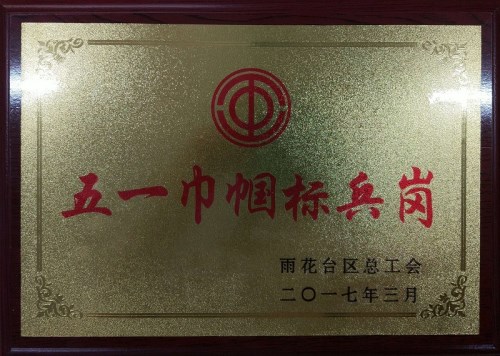 五一巾帼标兵岗
雨花台区总工会
二〇一七年三月